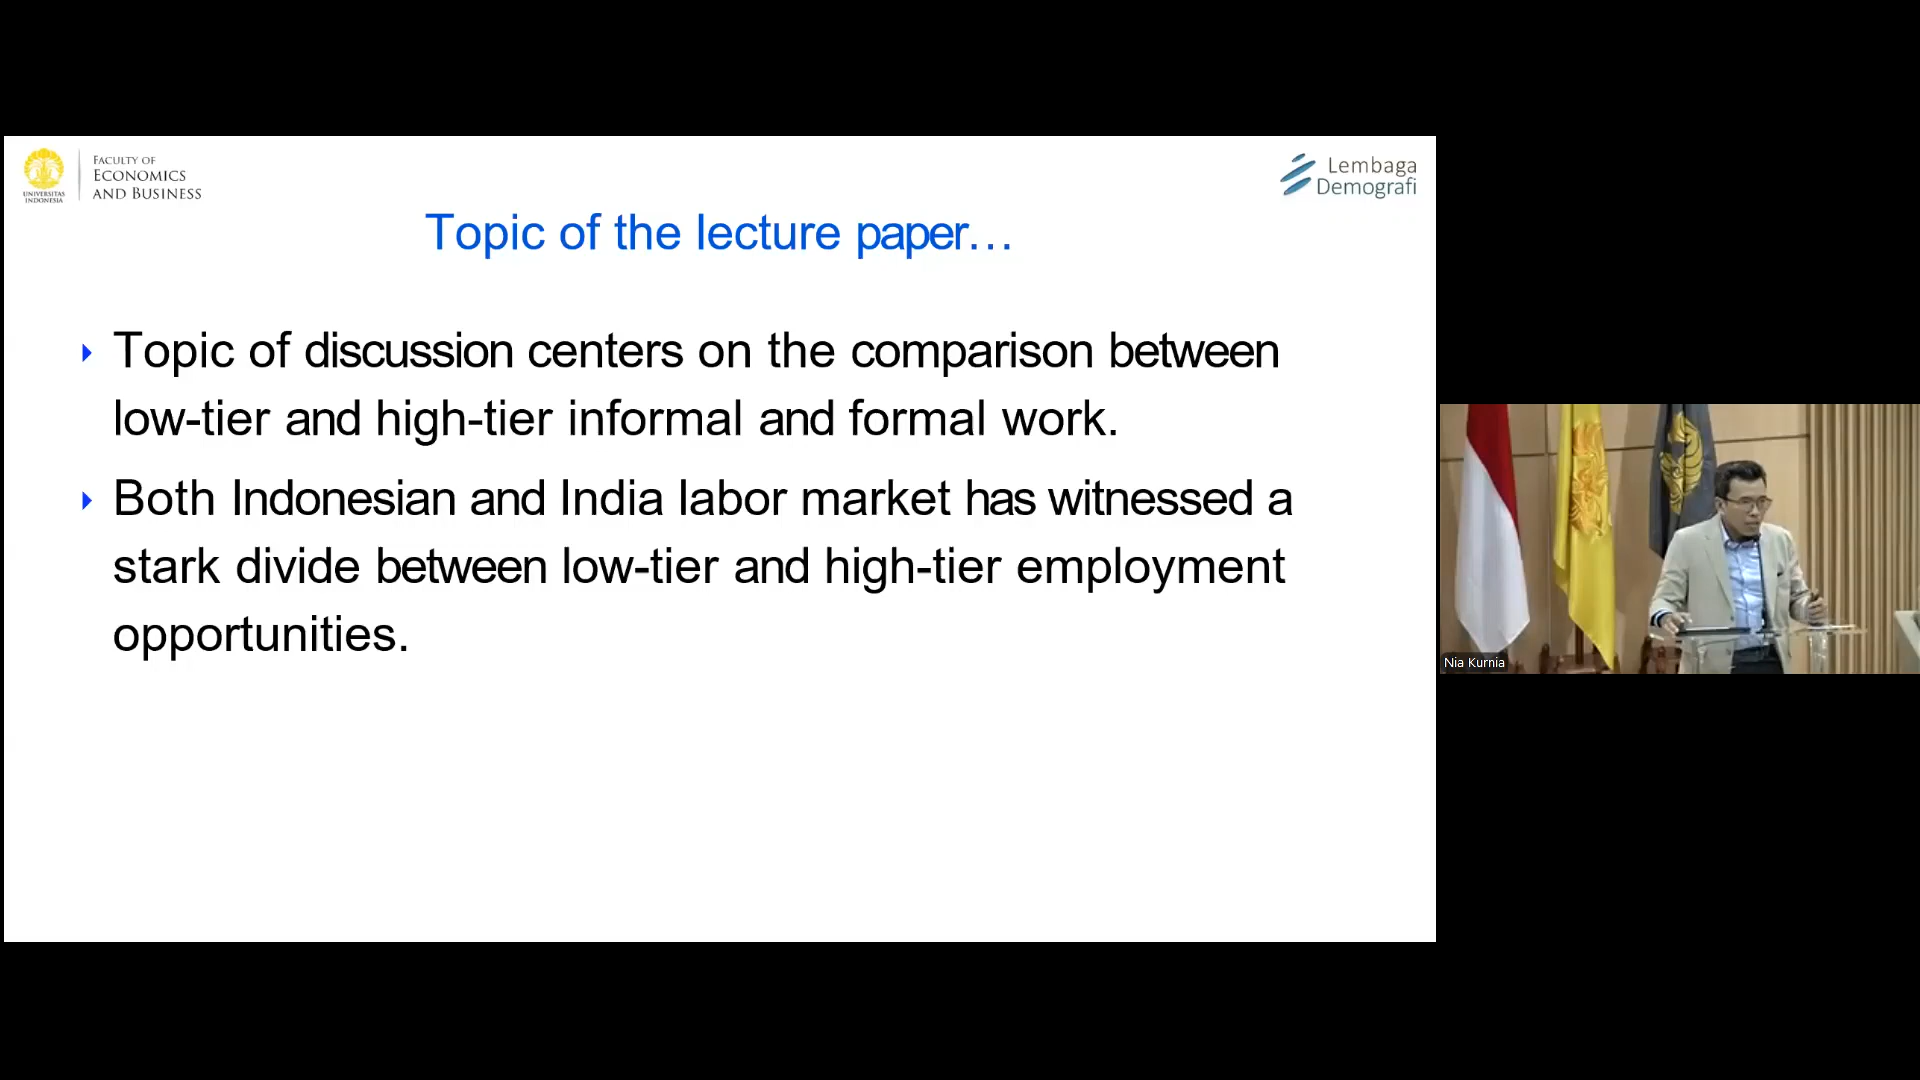 FACULTY OF
ECONOMICS
AND BUSINESS
UNIVERSITAS
INDONESIA
Lembaga
Demografi
Topic of the lecture paper…
Topic of discussion centers on the comparison between
low-tier and high-tier informal and formal work.
Both Indonesian and India labor market has witnessed a
stark divide between low-tier and high-tier employment
opportunities.
Nia Kurnia